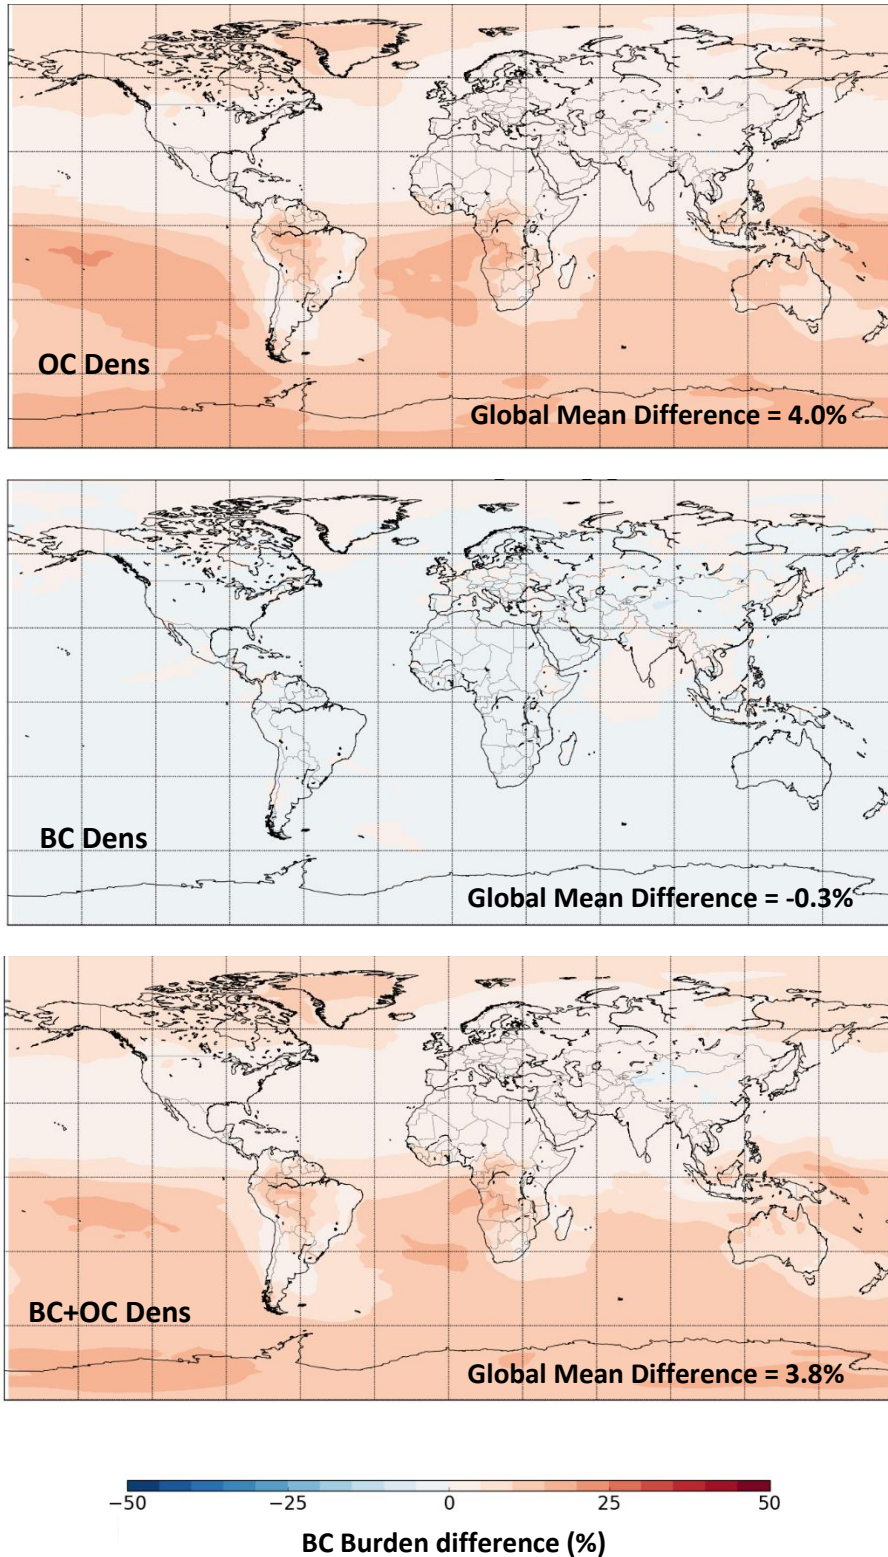 OC Dens
Global Mean Difference = 4.0%
BC Dens
Global Mean Difference = -0.3%
BC+OC Dens
Global Mean Difference = 3.8%
−50 −25 0 25 50
BC Burden difference (%)